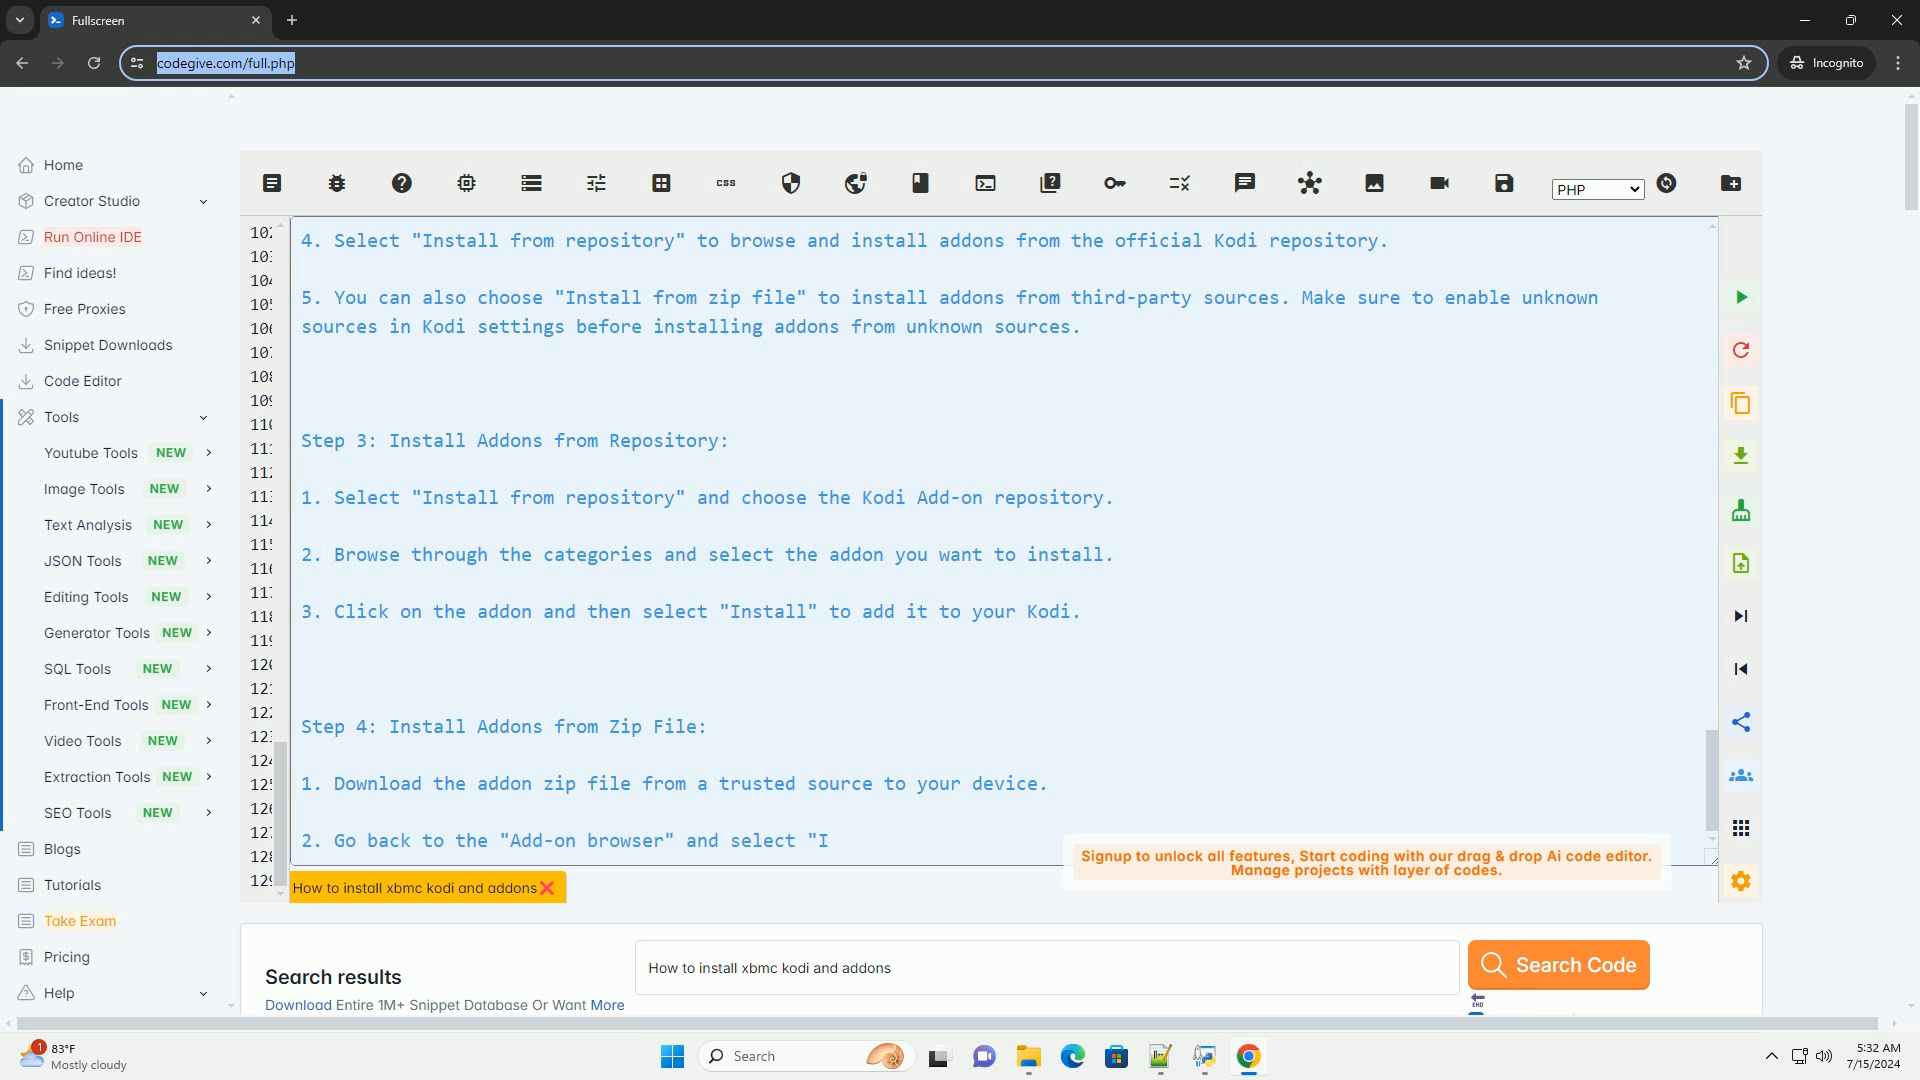 Fullscreen
codegive.com/full.php
Incognito
Home
Creator Studio
Run Online IDE
Find ideas!
Free Proxies
Snippet Downloads
Code Editor
Tools
Youtube Tools NEW
Image Tools NEW
Text Analysis NEW
JSON Tools NEW
Editing Tools NEW
Generator Tools NEW
SQL Tools NEW
Front-End Tools NEW
Video Tools NEW
Extraction Tools NEW
SEO Tools NEW
Blogs
Tutorials
Take Exam
Pricing
Help
css
PHP
4. Select "Install from repository" to browse and install addons from the official Kodi repository.
5. You can also choose "Install from zip file" to install addons from third-party sources. Make sure to enable unknown
sources in Kodi settings before installing addons from unknown sources.
Step 3: Install Addons from Repository:
1. Select "Install from repository" and choose the Kodi Add-on repository.
2. Browse through the categories and select the addon you want to install.
3. Click on the addon and then select "Install" to add it to your Kodi.
Step 4: Install Addons from Zip File:
1. Download the addon zip file from a trusted source to your device.
2. Go back to the "Add-on browser" and select "I
Signup to unlock all features, Start coding with our drag & drop Ai code editor.
Manage projects with layer of codes.
How to install xbmc kodi and addons
Search results
Download Entire 1M+ Snippet Database Or Want More
How to install xbmc kodi and addons
Search Code
END
1
83°F
Mostly cloudy
Search
5:32 AM
7/15/2024